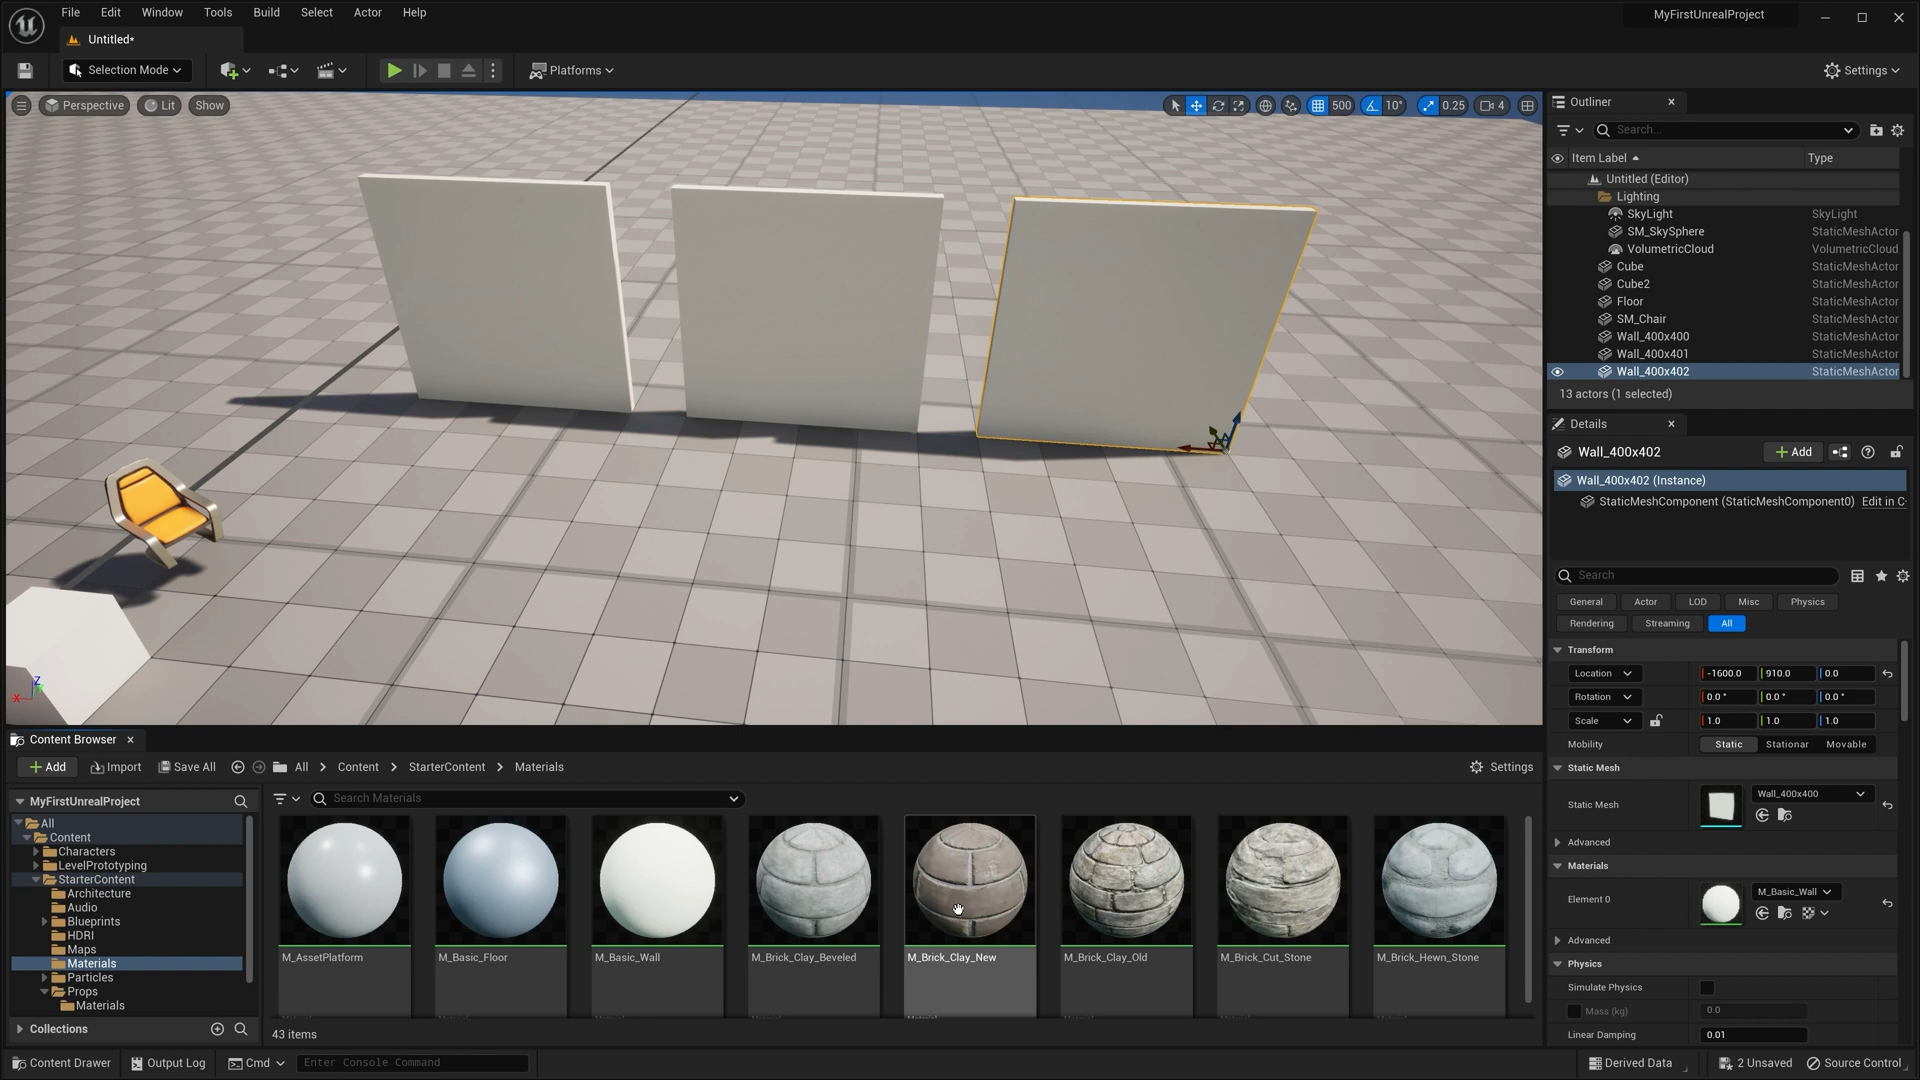 File Edit Window Tools Build Select Actor Help
MyFirstUnrealProject
Untitled*
Selection Mode
Platforms
Settings
Perspective Lit Show
500 10° 0.25 4
X Z
Outliner
Search...
Item Label Type
Untitled (Editor)
Lighting
SkyLight SkyLight
SM_SkySphere StaticMeshActor
VolumetricCloud VolumetricCloud
Cube StaticMeshActor
Cube2 StaticMeshActor
Floor StaticMeshActor
SM_Chair StaticMeshActor
Wall_400x400 StaticMeshActor
Wall_400x401 StaticMeshActor
Wall_400x402 StaticMeshActor
13 actors (1 selected)
Details
Wall_400x402
Add
Wall_400x402 (Instance)
StaticMeshComponent (StaticMeshComponent0) Edit in C
Search
General Actor LOD Misc Physics
Rendering Streaming All
Transform
Location -1600.0 910.0 0.0
Rotation 0.0 ° 0.0 ° 0.0 °
Scale 1.0 1.0 1.0
Mobility Static Stationar Movable
Static Mesh
Static Mesh Wall_400x400
Advanced
Materials
Element 0 M_Basic_Wall
Advanced
Physics
Simulate Physics
Mass (kg) 0.0
Linear Damping 0.01
Content Browser
Add Import Save All All Content StarterContent Materials Settings
MyFirstUnrealProject
All
Content
Characters
LevelPrototyping
StarterContent
Architecture
Audio
Blueprints
HDRI
Maps
Materials
Particles
Props
Materials
Collections
Search Materials
M_AssetPlatform M_Basic_Floor M_Basic_Wall M_Brick_Clay_Beveled M_Brick_Clay_New M_Brick_Clay_Old M_Brick_Cut_Stone M_Brick_Hewn_Stone
43 items
Content Drawer Output Log Cmd Enter Console Command Derived Data 2 Unsaved Source Control